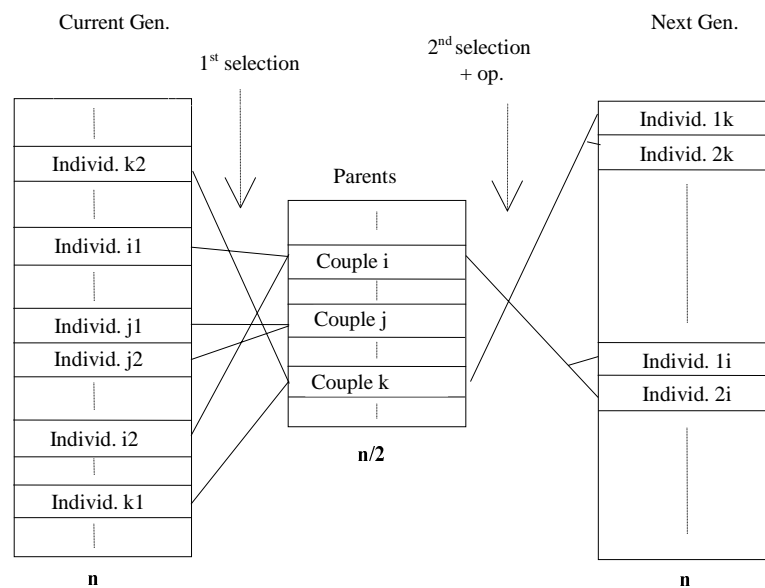 Current Gen.
1st selection
2nd selection
+ op.
Next Gen.
Individ. k2
Individ. i1
Individ. j1
Individ. j2
Individ. i2
Individ. k1
n
Parents
Couple i
Couple j
Couple k
n/2
Individ. 1k
Individ. 2k
Individ. 1i
Individ. 2i
n